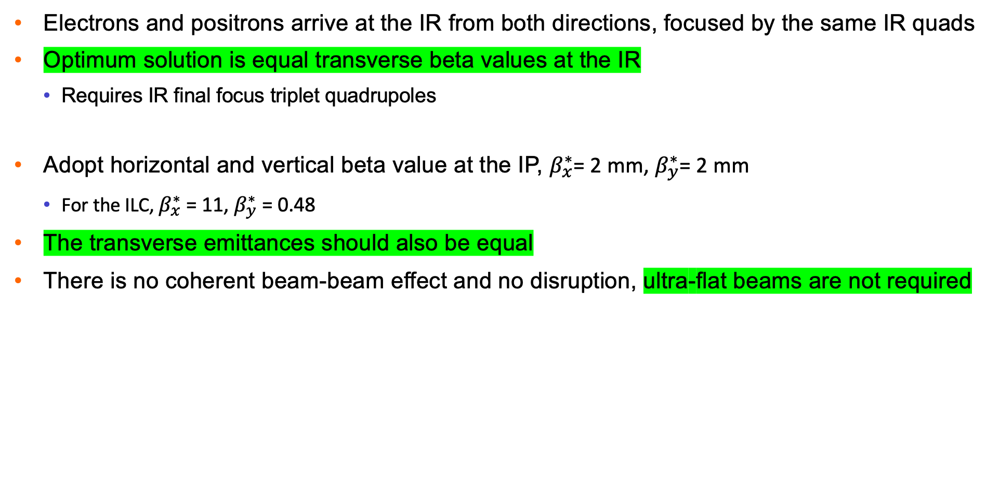 • Electrons and positrons arrive at the IR from both directions, focused by the same IR quads
• Optimum solution is equal transverse beta values at the IR
• Requires IR final focus triplet quadrupoles
• Adopt horizontal and vertical beta value at the IP, $\beta_x^*$= 2 mm, $\beta_y^*$= 2 mm
• For the ILC, $\beta_x^*$ = 11, $\beta_y^*$ = 0.48
• The transverse emittances should also be equal
• There is no coherent beam-beam effect and no disruption, ultra-flat beams are not required